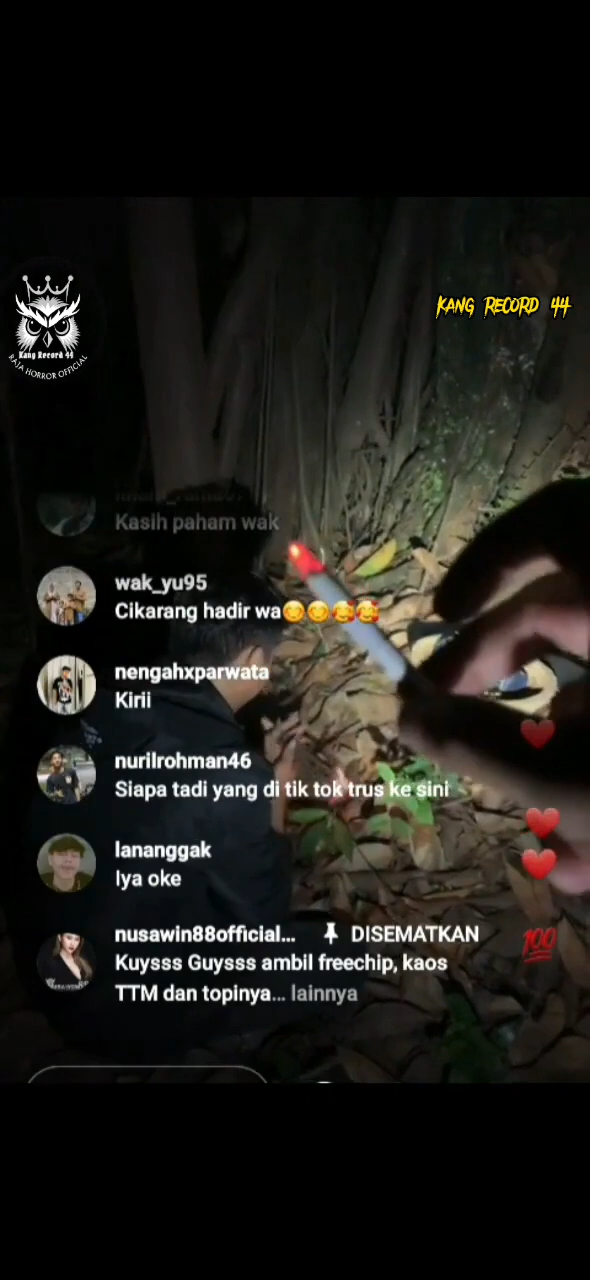 KANG RECORD 44
Kang Record 44
RAJA HORROR OFFICIAL
Kasih paham wak
wak_yu95
Cikarang hadir wa😊😊🥰🥰
nengahxparwata
Kirii
nurilrohman46
Siapa tadi yang di tik tok trus ke sini
lananggak
Iya oke
nusawin88official... DISEMATKAN
Kuysss Guysss ambil freechip, kaos
TTM dan topinya... lainnya
💯